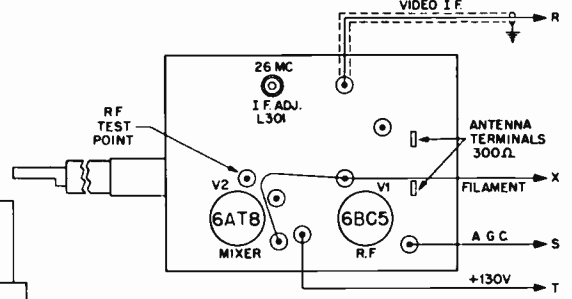 VIDEO I F.
R
26 MC
I F. ADJ.
L301
RF
TEST
POINT
ANTENNA
TERMINALS
300Ω
V2
V1
X
FILAMENT
6AT8
6BC5
MIXER
R.F
A G C
S
+130V
T